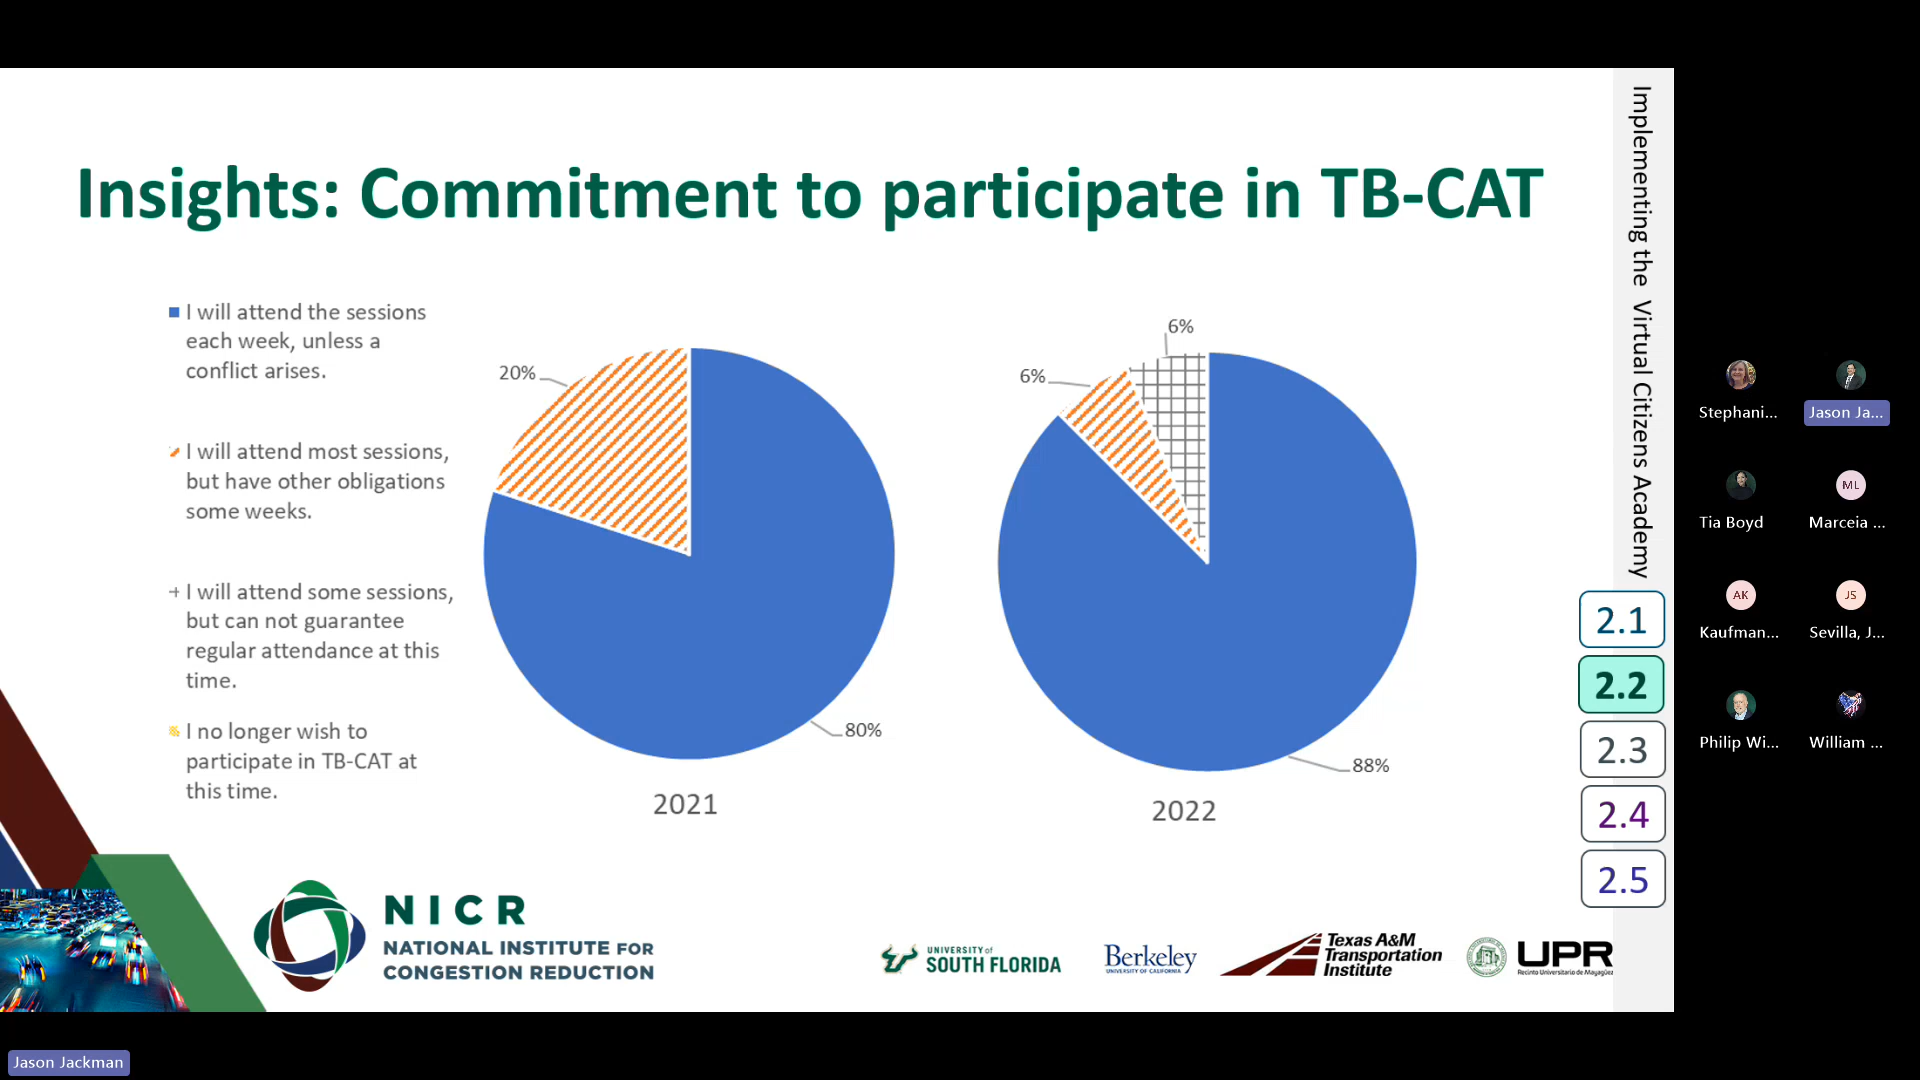 Insights: Commitment to participate in TB-CAT
I will attend the sessions
each week, unless a
conflict arises.
I will attend most sessions,
but have other obligations
some weeks.
I will attend some sessions,
but can not guarantee
regular attendance at this
time.
I no longer wish to
participate in TB-CAT at
this time.
20%
80%
2021
6%
6%
88%
2022
Implementing the Virtual Citizens Academy
2.1
2.2
2.3
2.4
2.5
NICR
NATIONAL INSTITUTE FOR
CONGESTION REDUCTION
UNIVERSITY of
SOUTH FLORIDA
Berkeley
UNIVERSITY OF CALIFORNIA
Texas A&M
Transportation
Institute
UPR
Recinto Universitario de Mayagüez
Stephani...
Jason Ja...
Tia Boyd
ML
Marceia ...
AK
Kaufman...
JS
Sevilla, J...
Philip Wi...
William ...
Jason Jackman